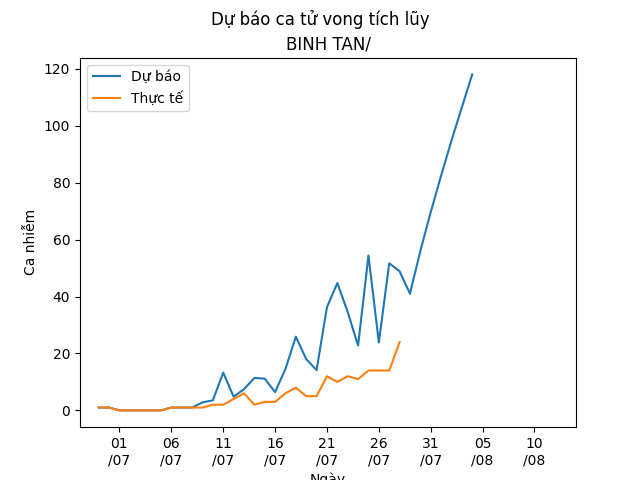 Dự báo ca tử vong tích lũy
BINH TAN/
Dự báo
Thực tế
Ca nhiễm
120
100
80
60
40
20
0
01 /07
06 /07
11 /07
16 /07
21 /07
26 /07
31 /07
05 /08
10 /08
Ngày